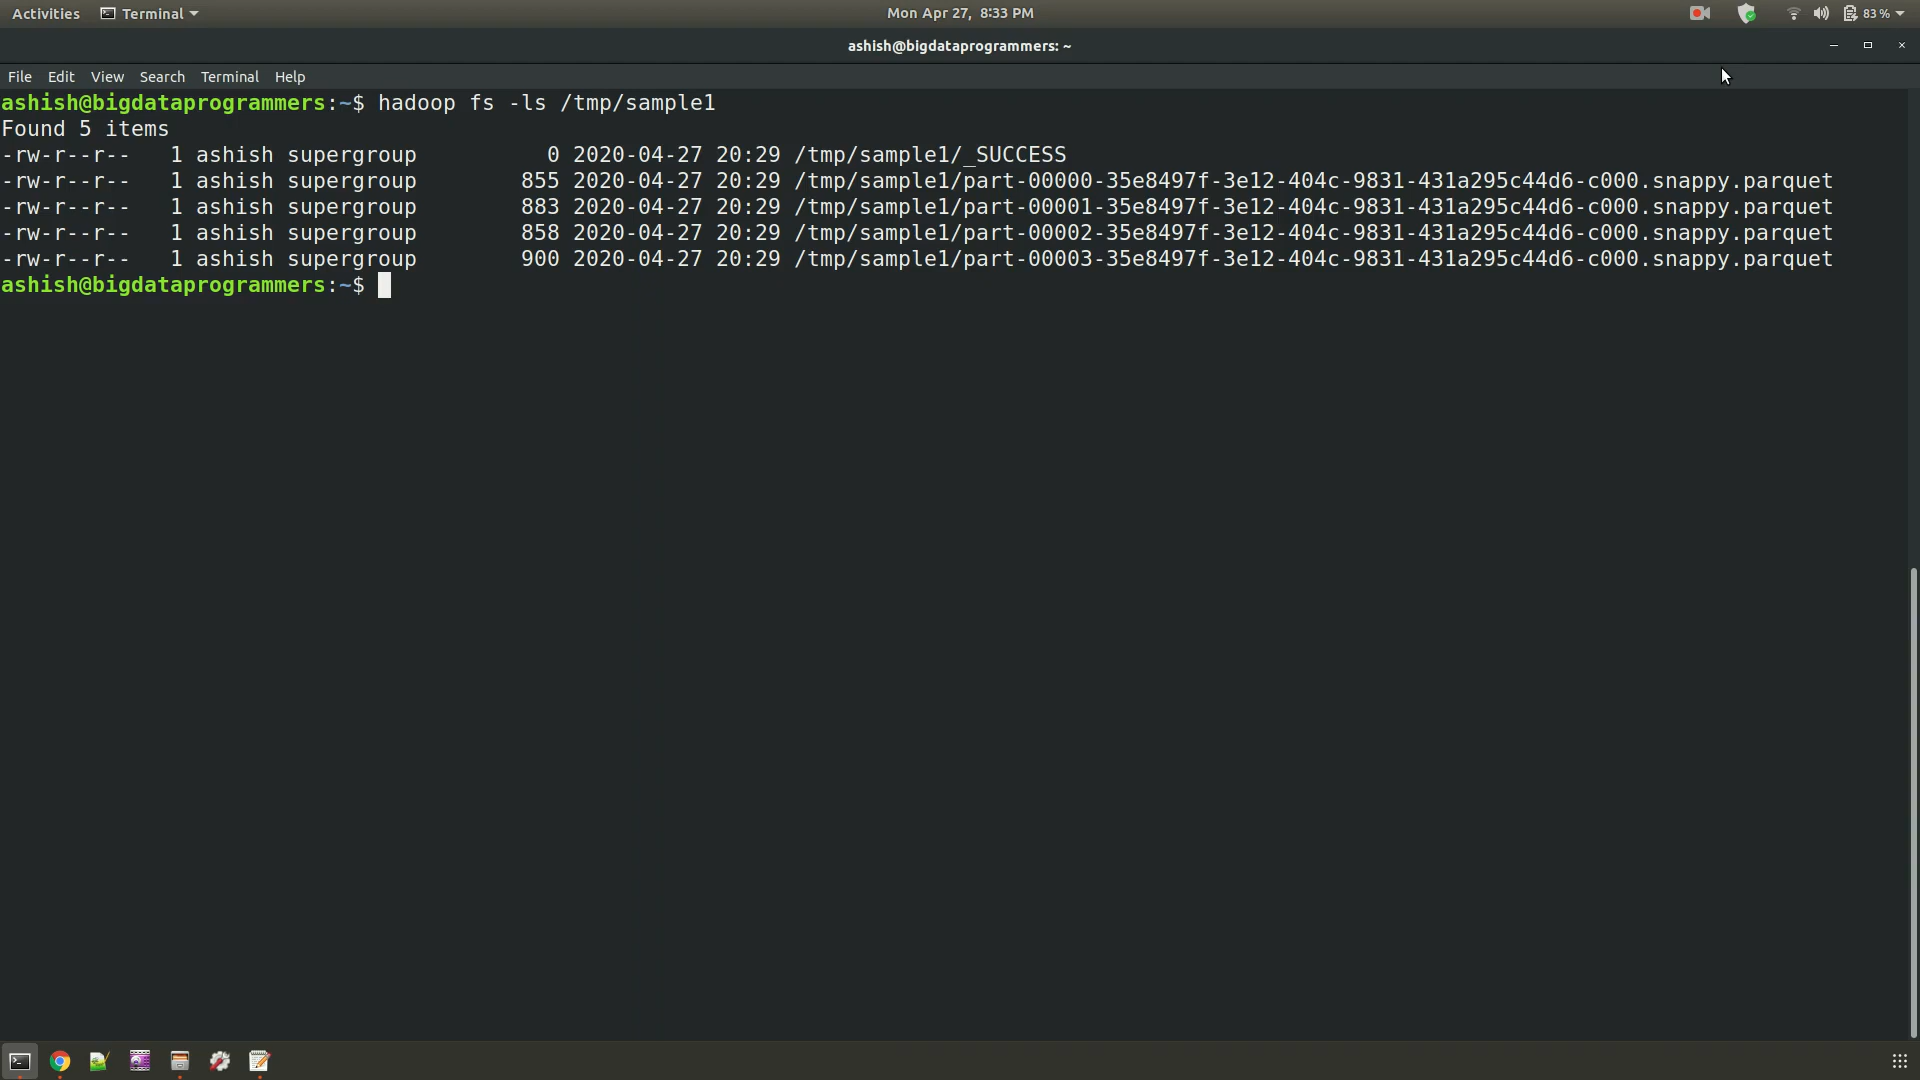 Activities Terminal Mon Apr 27, 8:33 PM 83 %
ashish@bigdataprogrammers: ~
File Edit View Search Terminal Help
ashish@bigdataprogrammers:~$ hadoop fs -ls /tmp/sample1
Found 5 items
-rw-r--r--   1 ashish supergroup          0 2020-04-27 20:29 /tmp/sample1/_SUCCESS
-rw-r--r--   1 ashish supergroup        855 2020-04-27 20:29 /tmp/sample1/part-00000-35e8497f-3e12-404c-9831-431a295c44d6-c000.snappy.parquet
-rw-r--r--   1 ashish supergroup        883 2020-04-27 20:29 /tmp/sample1/part-00001-35e8497f-3e12-404c-9831-431a295c44d6-c000.snappy.parquet
-rw-r--r--   1 ashish supergroup        858 2020-04-27 20:29 /tmp/sample1/part-00002-35e8497f-3e12-404c-9831-431a295c44d6-c000.snappy.parquet
-rw-r--r--   1 ashish supergroup        900 2020-04-27 20:29 /tmp/sample1/part-00003-35e8497f-3e12-404c-9831-431a295c44d6-c000.snappy.parquet
ashish@bigdataprogrammers:~$